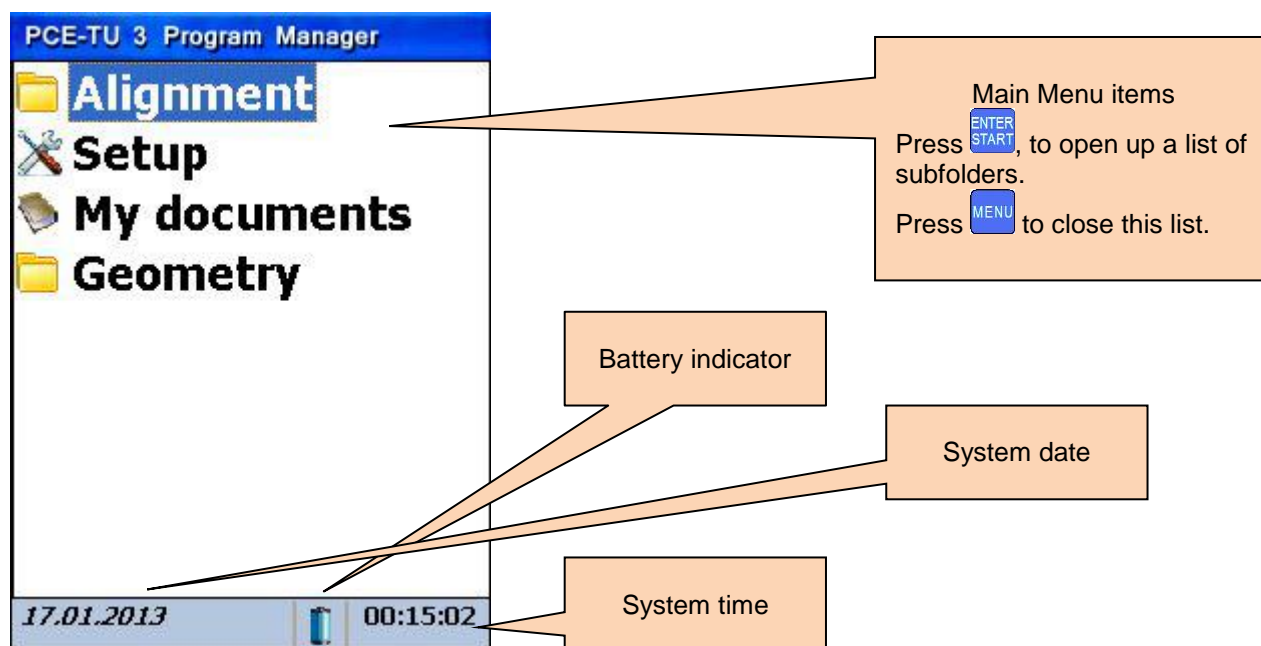 PCE-TU 3 Program Manager
Alignment
Setup
My documents
Geometry
17.01.2013
00:15:02
Main Menu items
Press ENTER START, to open up a list of
subfolders.
Press MENU to close this list.
Battery indicator
System date
System time